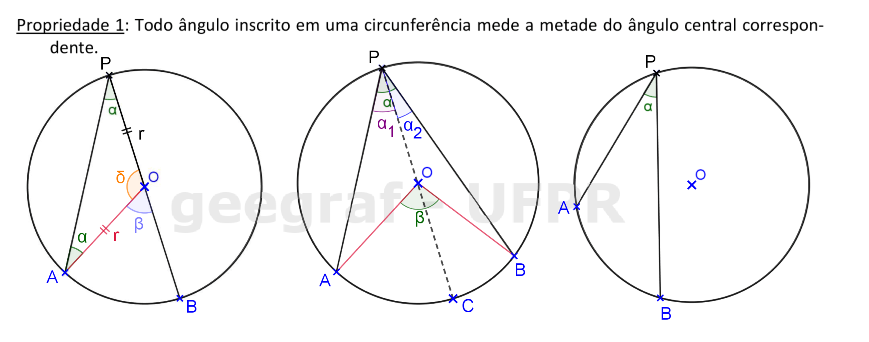 Propriedade 1: Todo ângulo inscrito em uma circunferência mede a metade do ângulo central correspon-
dente.
P
α
r
δ
O
β
α
r
A
B
P
α
α1
α2
O
β
A
B
C
P
α
O
A
B
geegraf - UFPR